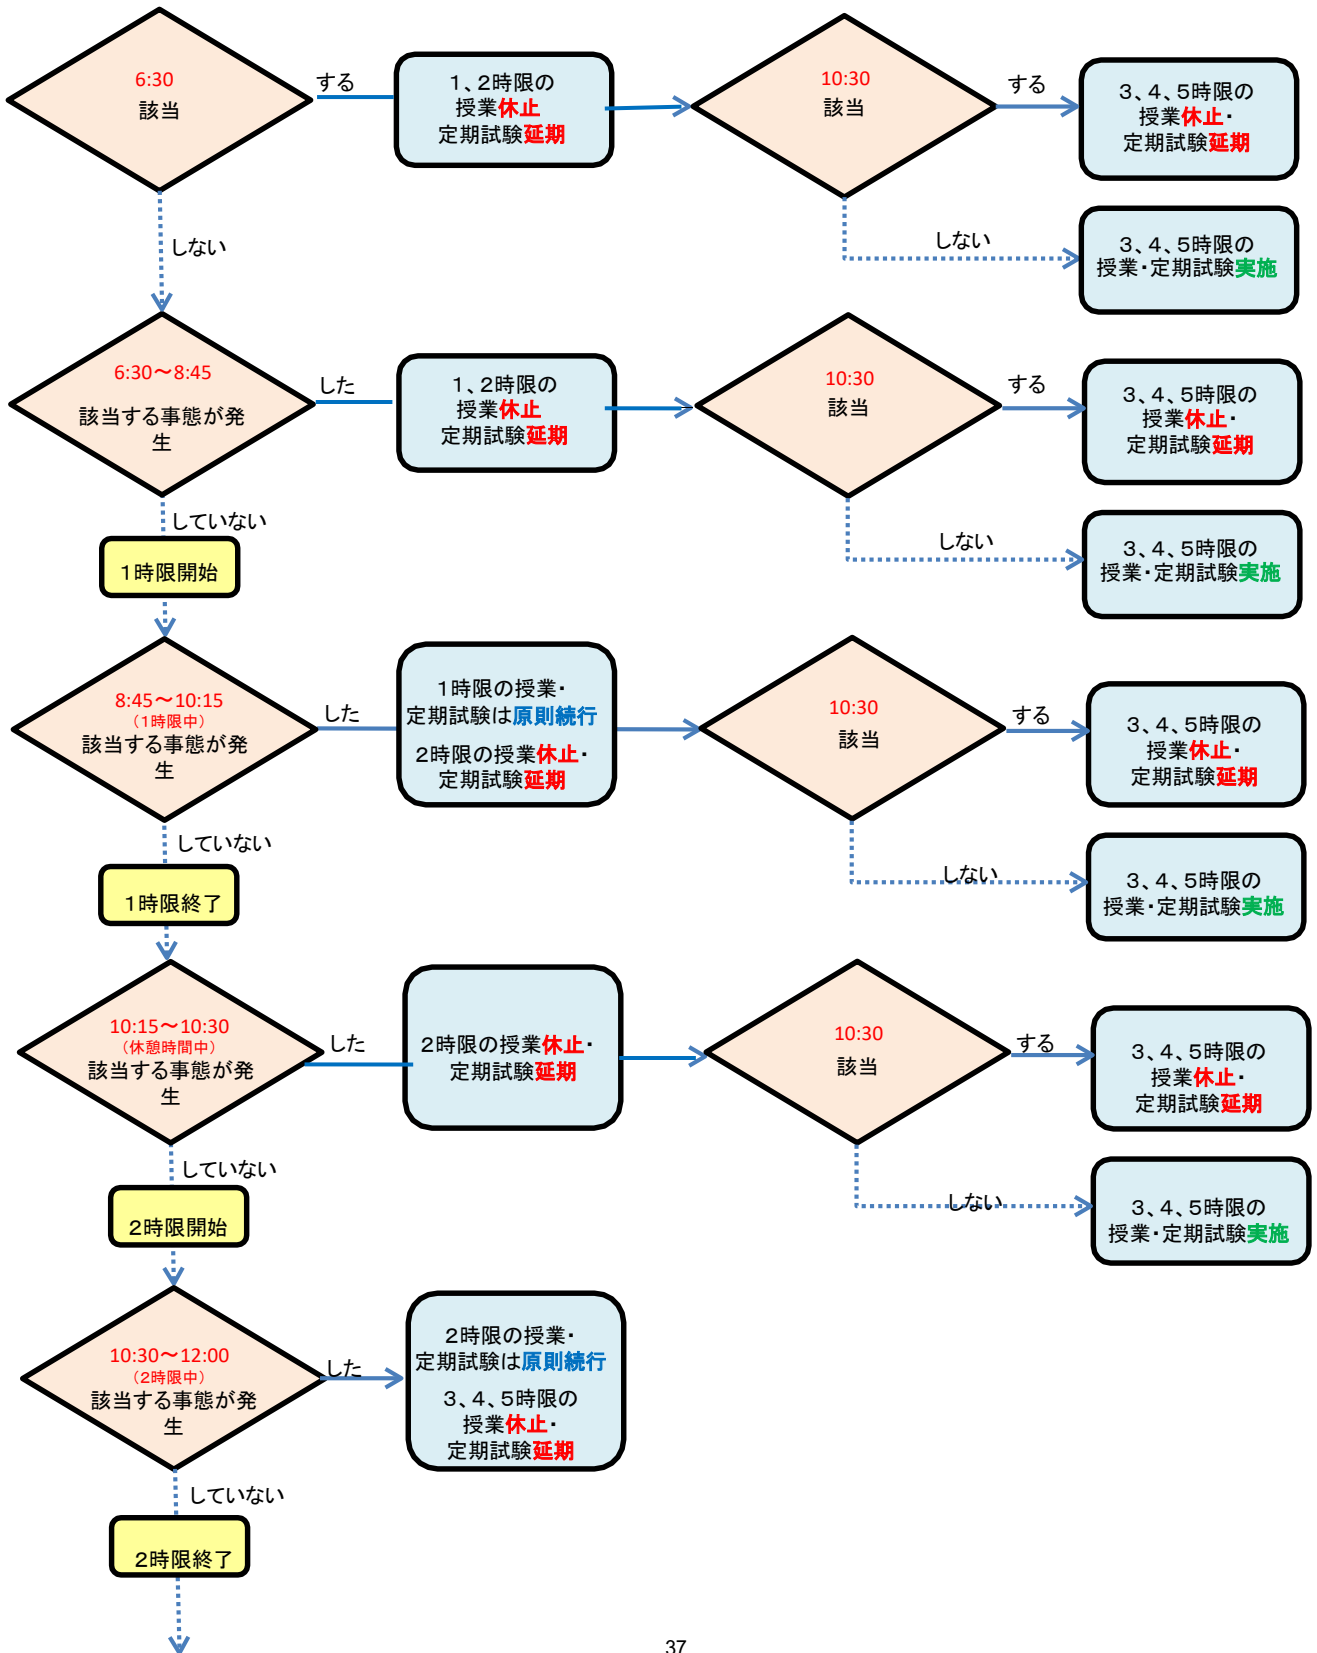 6:30
該当
する
1、2時限の
授業休止
定期試験延期
10:30
該当
する
3、4、5時限の
授業休止・
定期試験延期
しない
しない
3、4、5時限の
授業・定期試験実施
6:30～8:45
該当する事態が発
生
した
1、2時限の
授業休止
定期試験延期
10:30
該当
する
3、4、5時限の
授業休止・
定期試験延期
していない
しない
3、4、5時限の
授業・定期試験実施
1時限開始
8:45～10:15
（1時限中）
該当する事態が発
生
した
1時限の授業・
定期試験は原則続行
2時限の授業休止・
定期試験延期
10:30
該当
する
3、4、5時限の
授業休止・
定期試験延期
していない
しない
3、4、5時限の
授業・定期試験実施
1時限終了
10:15～10:30
（休憩時間中）
該当する事態が発
生
した
2時限の授業休止・
定期試験延期
10:30
該当
する
3、4、5時限の
授業休止・
定期試験延期
していない
しない
3、4、5時限の
授業・定期試験実施
2時限開始
10:30～12:00
（2時限中）
該当する事態が発
生
した
2時限の授業・
定期試験は原則続行
3、4、5時限の
授業休止・
定期試験延期
していない
2時限終了
37